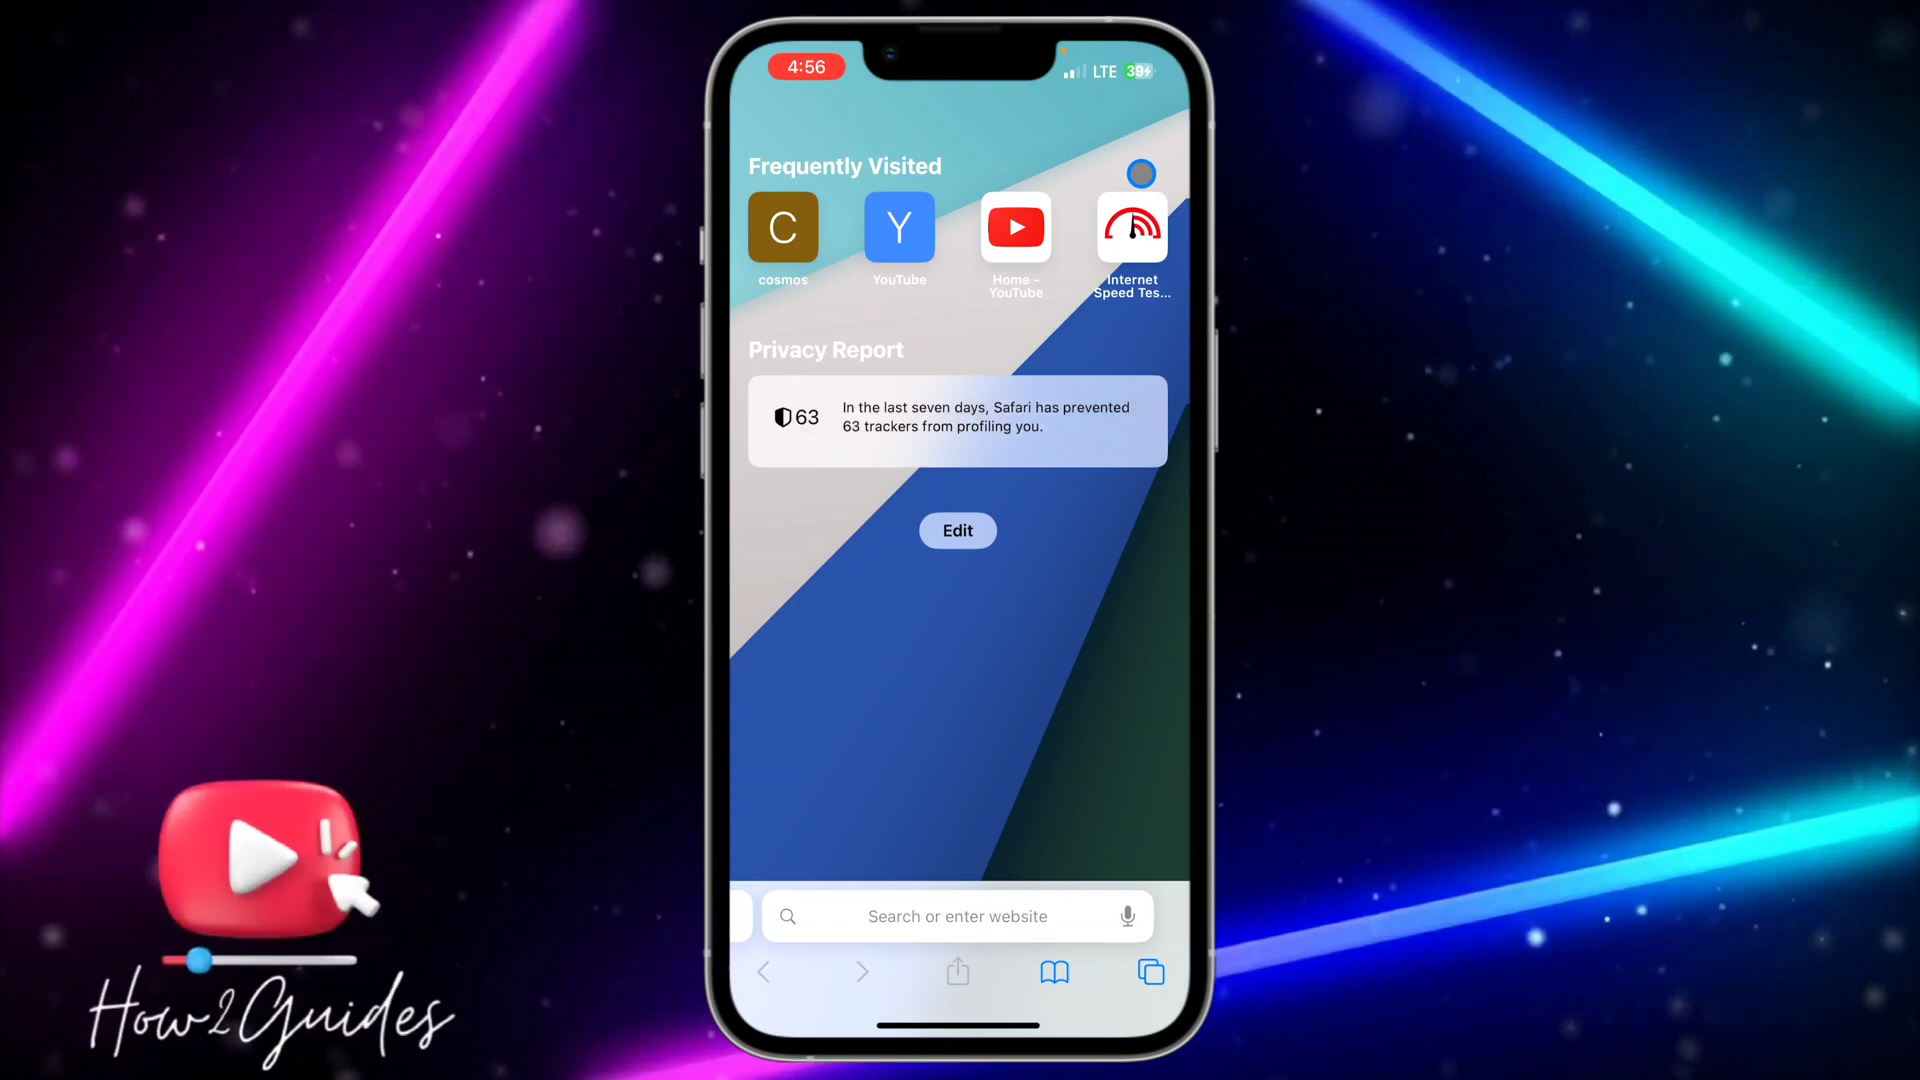 4:56
LTE 39
Frequently Visited
C
Y
cosmos
YouTube
Home -
YouTube
Internet
Speed Tes...
Privacy Report
63
In the last seven days, Safari has prevented
63 trackers from profiling you.
Edit
Search or enter website
How2Guides